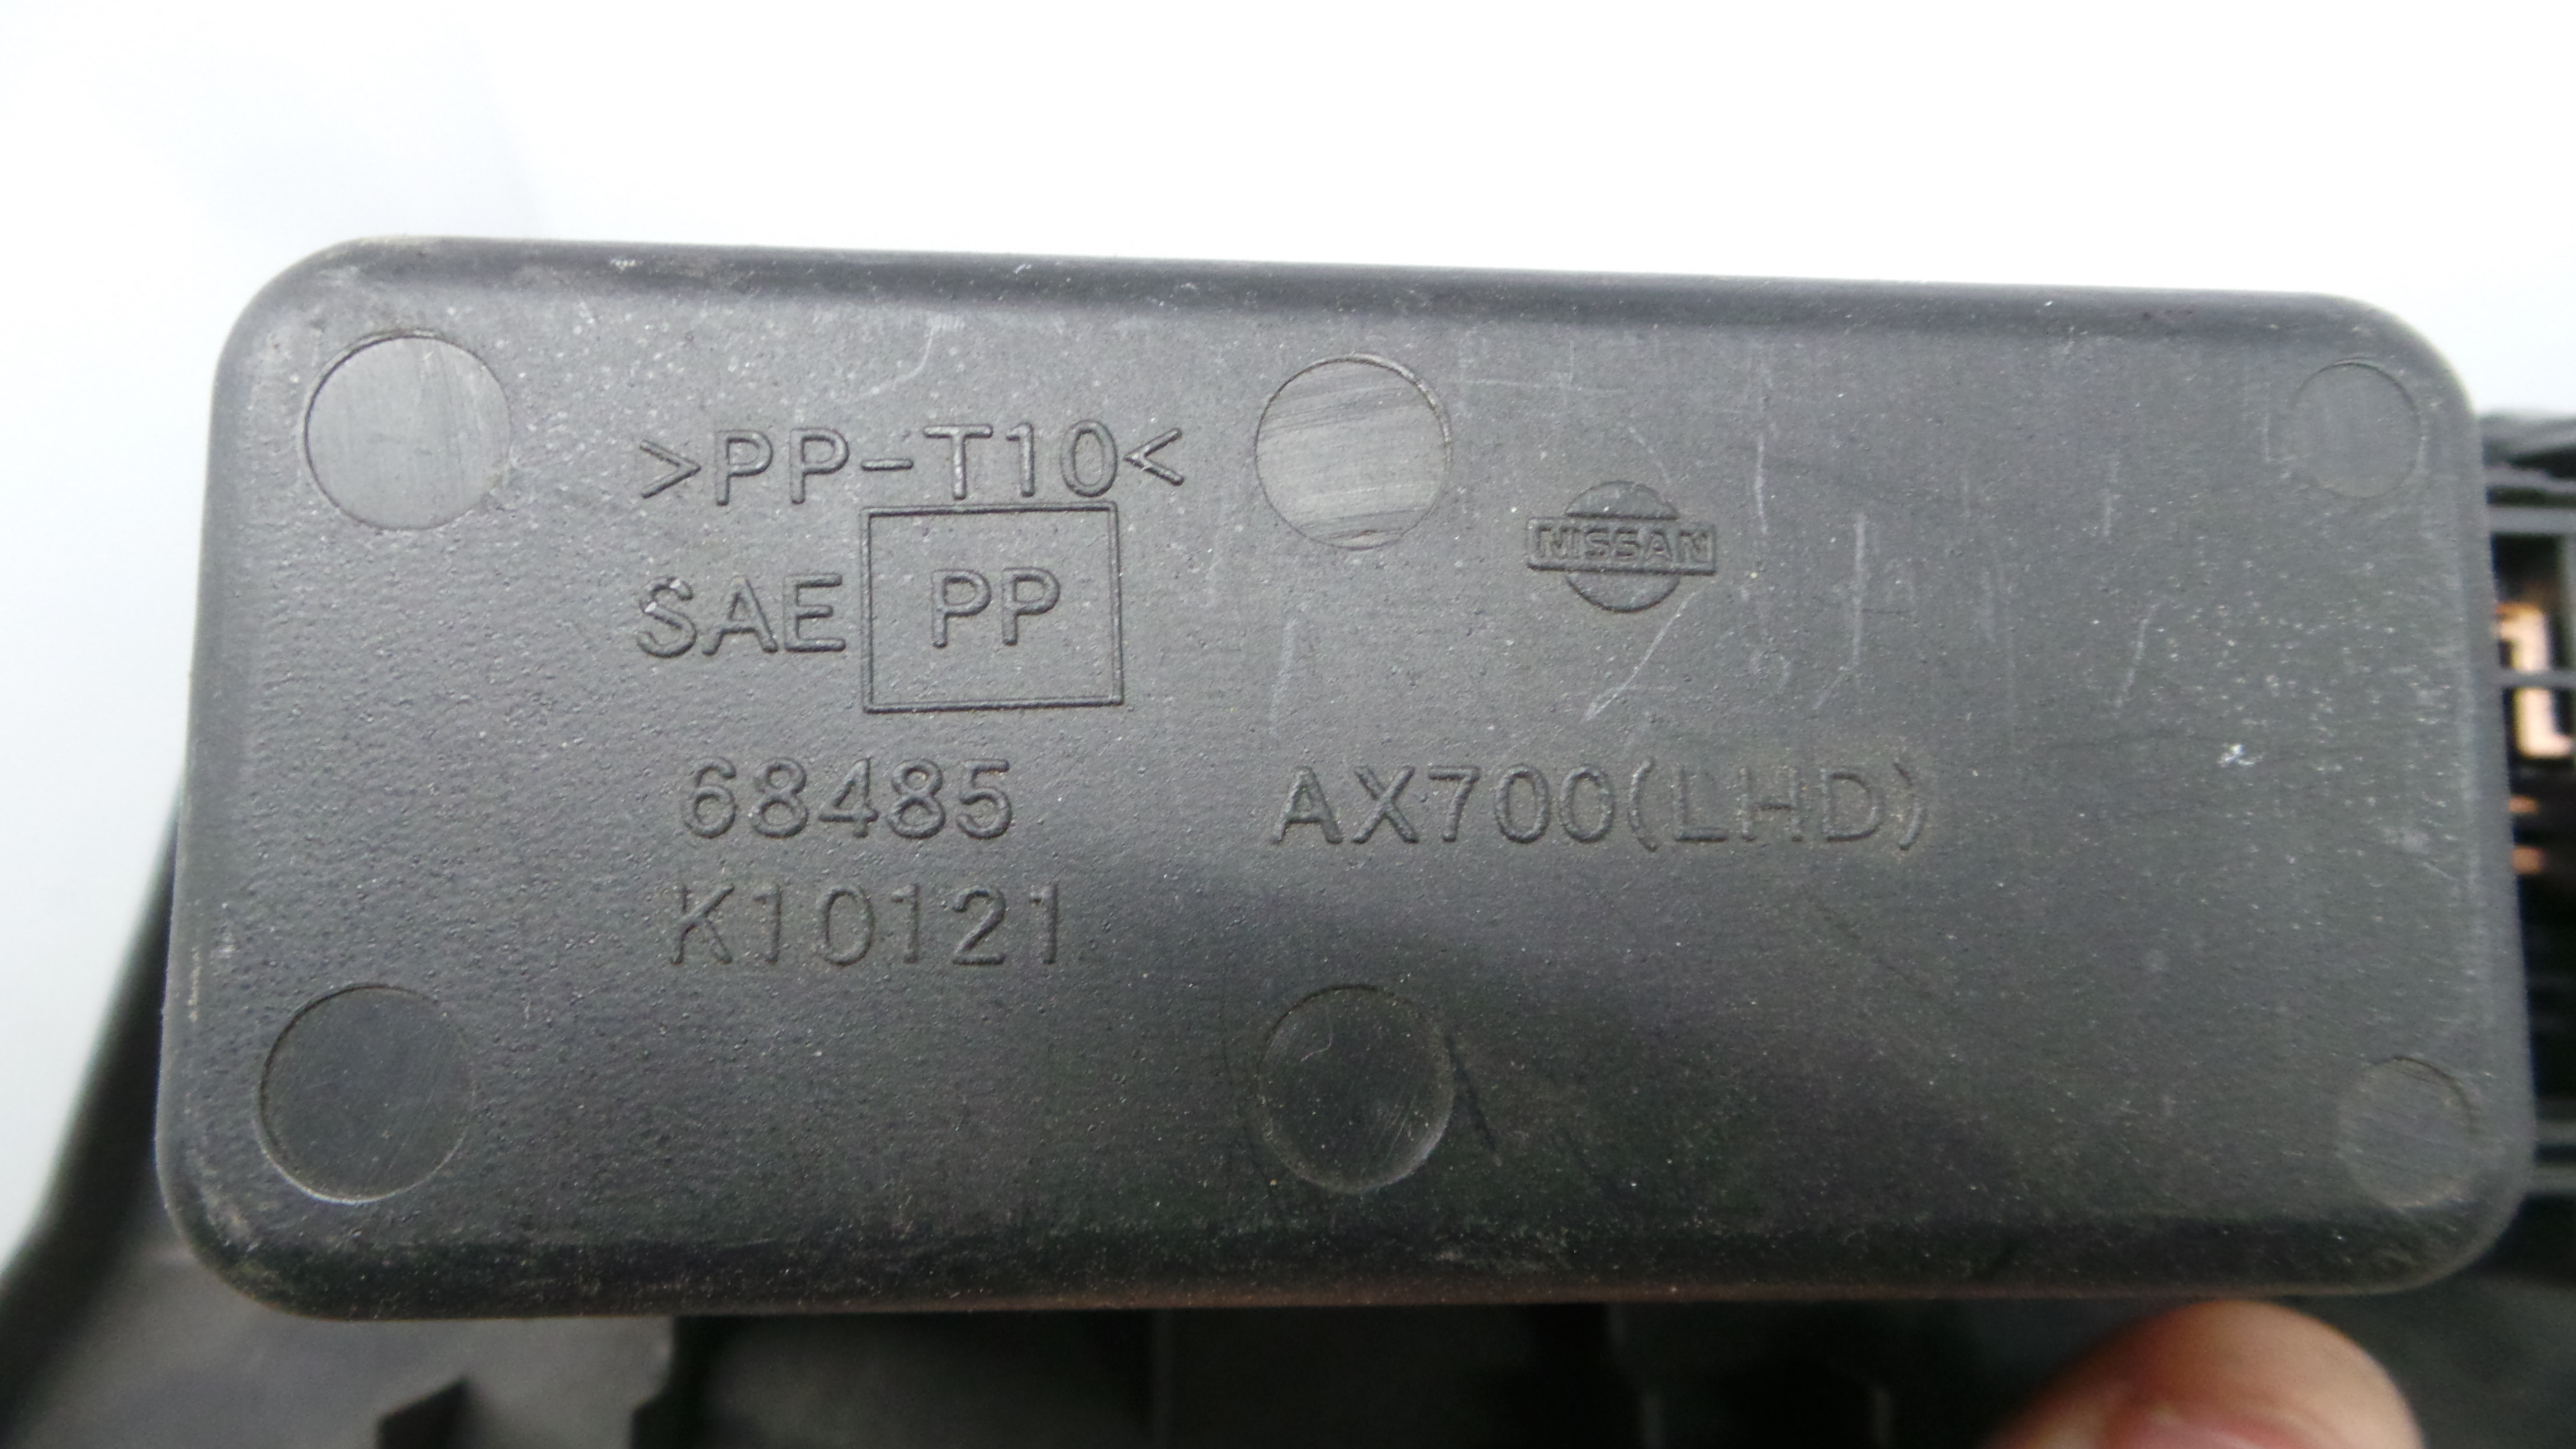 >PP-T10<
SAE PP
NISSAN
68485 AX700(LHD)
K10121